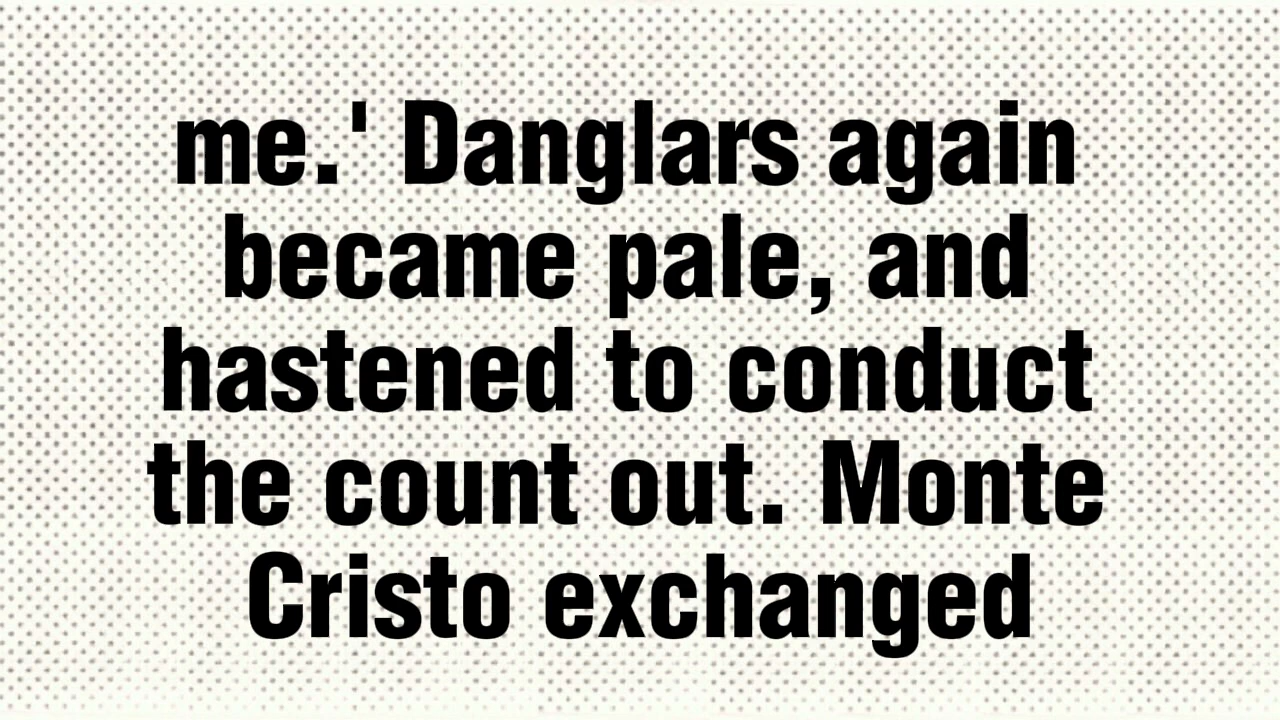 me.' Danglars again
became pale, and
hastened to conduct
the count out. Monte
Cristo exchanged